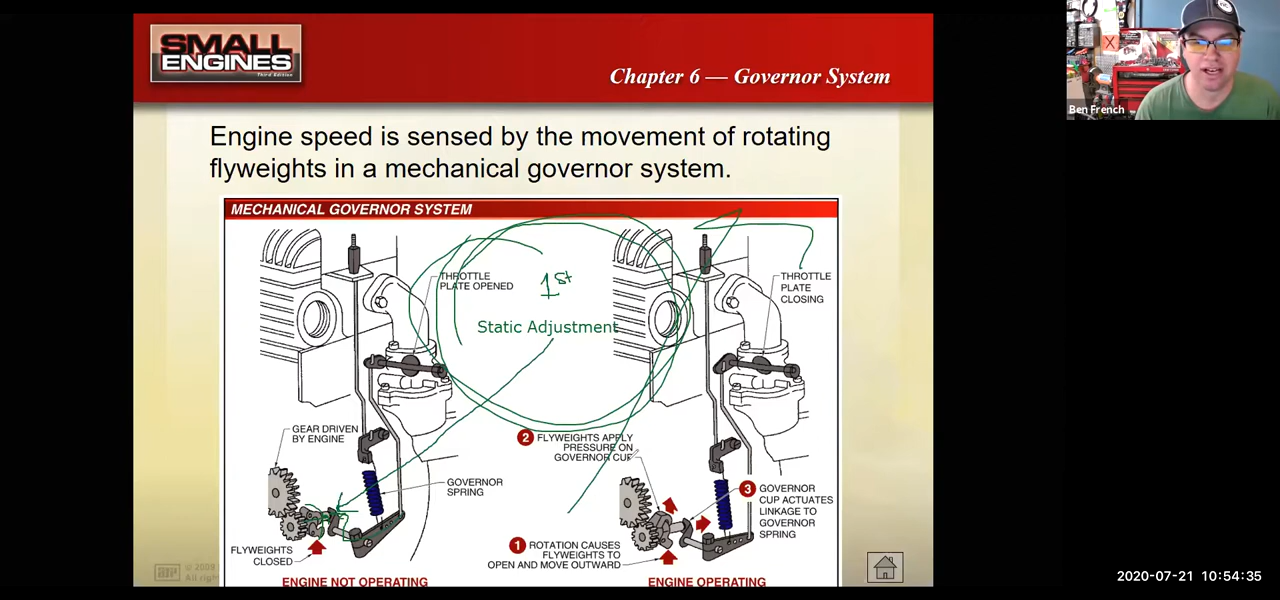 SMALL
ENGINES
Third Edition
Chapter 6 — Governor System
Ben French
Engine speed is sensed by the movement of rotating
flyweights in a mechanical governor system.
MECHANICAL GOVERNOR SYSTEM
THROTTLE
PLATE OPENED
1st
Static Adjustment
THROTTLE
PLATE
CLOSING
GEAR DRIVEN
BY ENGINE
2 FLYWEIGHTS APPLY
PRESSURE ON
GOVERNOR CUP
GOVERNOR
SPRING
3 GOVERNOR
CUP ACTUATES
LINKAGE TO
GOVERNOR
SPRING
FLYWEIGHTS
CLOSED
1 ROTATION CAUSES
FLYWEIGHTS TO
OPEN AND MOVE OUTWARD
ENGINE NOT OPERATING
ENGINE OPERATING
© 2009
All righ
2020-07-21 10:54:35